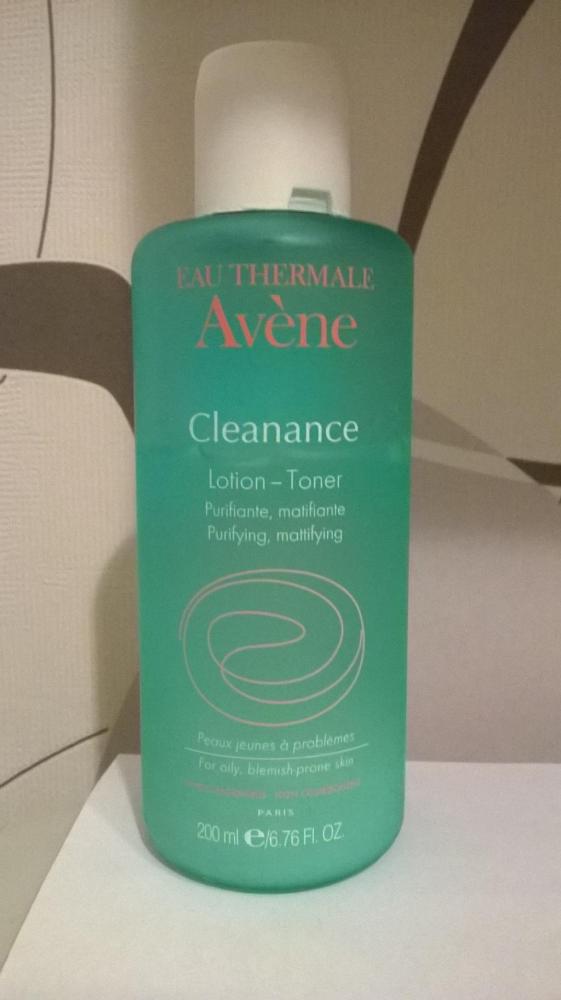 EAU THERMALE
Avène
Cleanance
Lotion – Toner
Purifiante, matifiante
Purifying, mattifying
Peaux jeunes à problèmes
For oily, blemish-prone skin
PARIS
200 ml e/6.76 Fl. OZ.